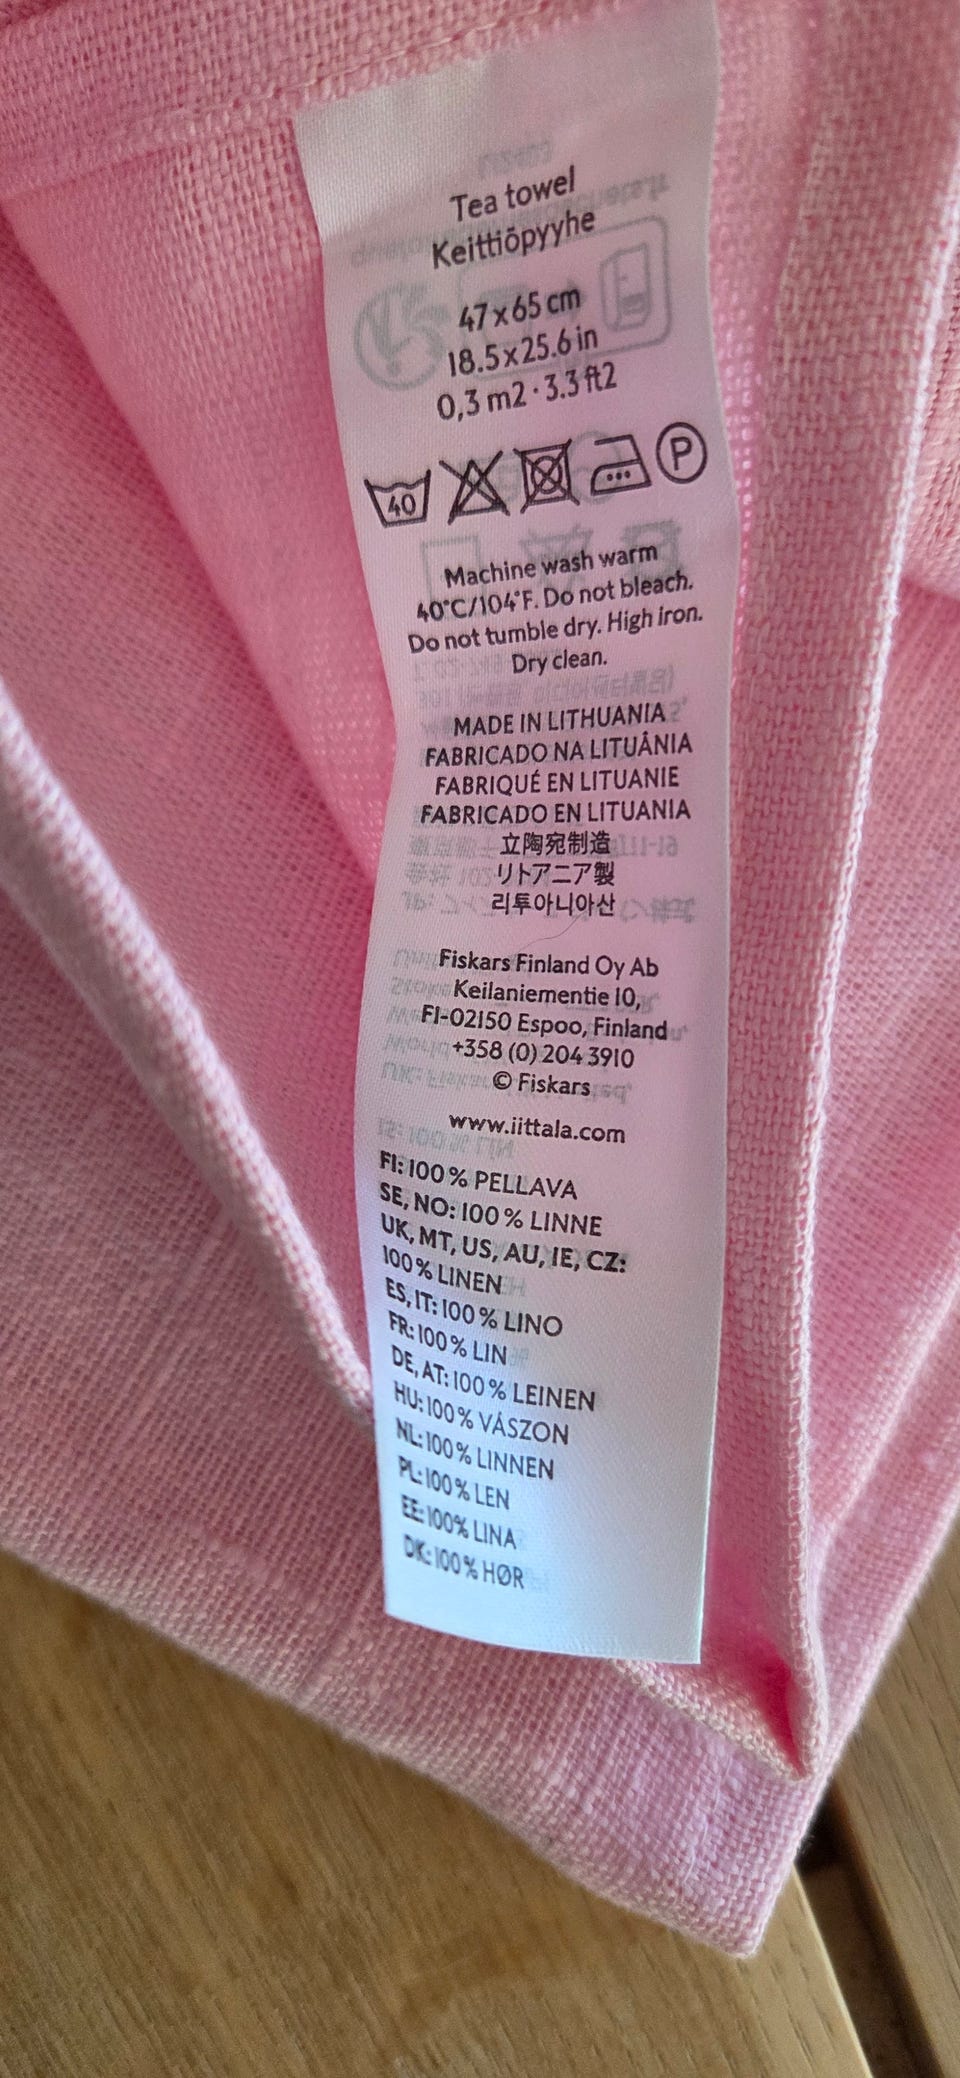 Tea towel
Keittiöpyyhe
47 x 65 cm
18.5 x 25.6 in
0,3 m2 · 3.3 ft2
40 P
Machine wash warm
40°C/104°F. Do not bleach.
Do not tumble dry. High iron.
Dry clean.
MADE IN LITHUANIA
FABRICADO NA LITUÂNIA
FABRIQUÉ EN LITUANIE
FABRICADO EN LITUANIA
立陶宛制造
リトアニア製
리투아니아산
Fiskars Finland Oy Ab
Keilaniementie 10,
FI-02150 Espoo, Finland
+358 (0) 204 3910
© Fiskars
www.iittala.com
FI: 100 % PELLAVA
SE, NO: 100 % LINNE
UK, MT, US, AU, IE, CZ:
100 % LINEN
ES, IT: 100 % LINO
FR: 100 % LIN
DE, AT: 100 % LEINEN
HU: 100 % VÁSZON
NL: 100 % LINNEN
PL: 100 % LEN
EE: 100% LINA
DK: 100 % HØR